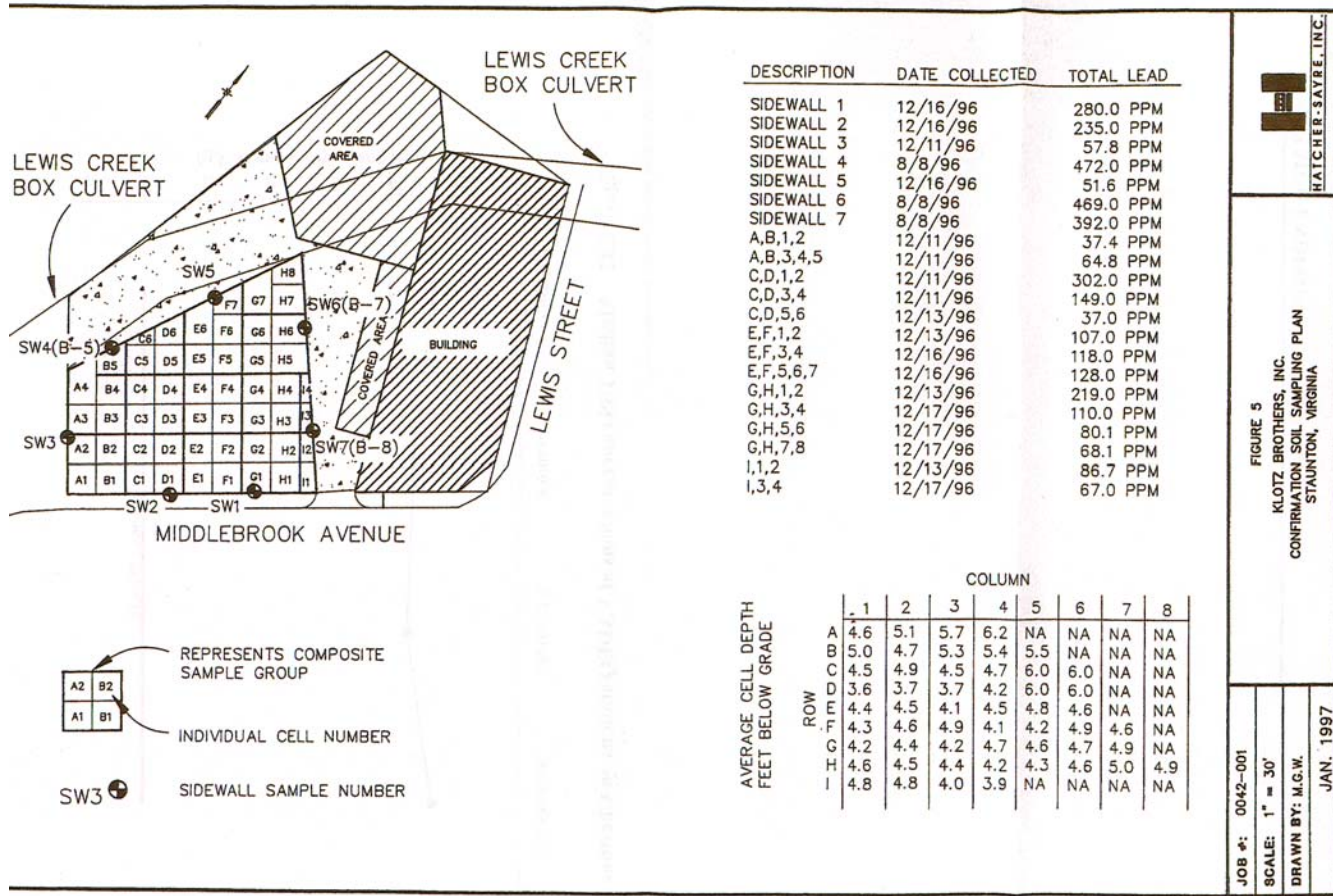 LEWIS CREEK
BOX CULVERT
LEWIS CREEK
BOX CULVERT
COVERED
AREA
SW5
H8
F7 G7 H7
SW6(B-7)
C6 D6 E6 F6 G6 H6
SW4(B-5)
B5 C5 D5 E5 F5 G5 H5
A4 B4 C4 D4 E4 F4 G4 H4 I4
A3 B3 C3 D3 E3 F3 G3 H3 I3
SW3
SW7(B-8)
A2 B2 C2 D2 E2 F2 G2 H2 I2
A1 B1 C1 D1 E1 F1 G1 H1 I1
SW2 SW1
COVERED AREA
BUILDING
LEWIS STREET
MIDDLEBROOK AVENUE
REPRESENTS COMPOSITE
SAMPLE GROUP
A2 B2
A1 B1
INDIVIDUAL CELL NUMBER
SW3
SIDEWALL SAMPLE NUMBER
DESCRIPTION DATE COLLECTED TOTAL LEAD
SIDEWALL 1 12/16/96 280.0 PPM
SIDEWALL 2 12/16/96 235.0 PPM
SIDEWALL 3 12/11/96 57.8 PPM
SIDEWALL 4 8/8/96 472.0 PPM
SIDEWALL 5 12/16/96 51.6 PPM
SIDEWALL 6 8/8/96 469.0 PPM
SIDEWALL 7 8/8/96 392.0 PPM
A,B,1,2 12/11/96 37.4 PPM
A,B,3,4,5 12/11/96 64.8 PPM
C,D,1,2 12/11/96 302.0 PPM
C,D,3,4 12/11/96 149.0 PPM
C,D,5,6 12/13/96 37.0 PPM
E,F,1,2 12/13/96 107.0 PPM
E,F,3,4 12/16/96 118.0 PPM
E,F,5,6,7 12/16/96 128.0 PPM
G,H,1,2 12/13/96 219.0 PPM
G,H,3,4 12/17/96 110.0 PPM
G,H,5,6 12/17/96 80.1 PPM
G,H,7,8 12/17/96 68.1 PPM
I,1,2 12/13/96 86.7 PPM
I,3,4 12/17/96 67.0 PPM
COLUMN
1 2 3 4 5 6 7 8
AVERAGE CELL DEPTH
FEET BELOW GRADE
ROW
A 4.6 5.1 5.7 6.2 NA NA NA NA
B 5.0 4.7 5.3 5.4 5.5 NA NA NA
C 4.5 4.9 4.5 4.7 6.0 6.0 NA NA
D 3.6 3.7 3.7 4.2 6.0 6.0 NA NA
E 4.4 4.5 4.1 4.5 4.8 4.6 NA NA
F 4.3 4.6 4.9 4.1 4.2 4.9 4.6 NA
G 4.2 4.4 4.2 4.7 4.6 4.7 4.9 NA
H 4.6 4.5 4.4 4.2 4.3 4.6 5.0 4.9
I 4.8 4.8 4.0 3.9 NA NA NA NA
HATCHER-SAYRE, INC.
FIGURE 5
KLOTZ BROTHERS, INC.
CONFIRMATION SOIL SAMPLING PLAN
STAUNTON, VIRGINIA
JOB #: 0042-001
SCALE: 1" = 30'
DRAWN BY: M.G.W.
JAN. 1997